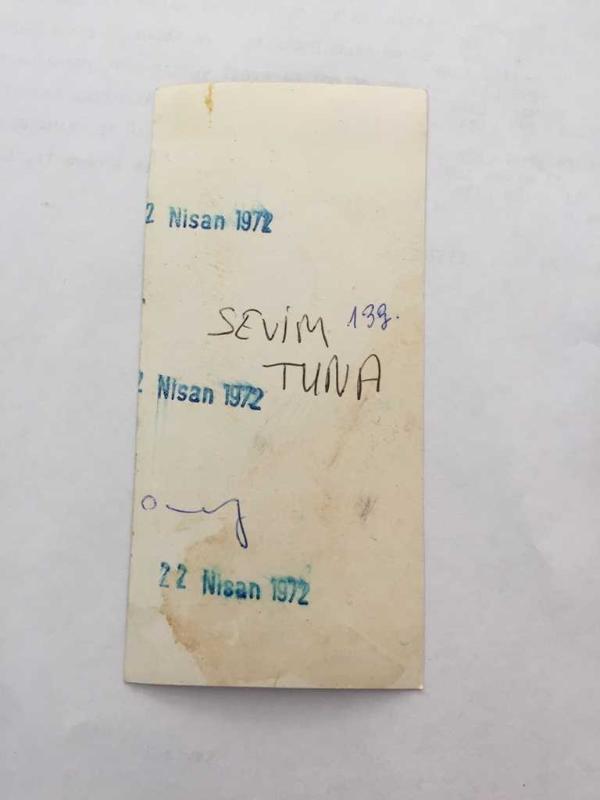 2 Nisan 1972
SEVİM 139.
TUNA
2 Nisan 1972
22 Nisan 1972